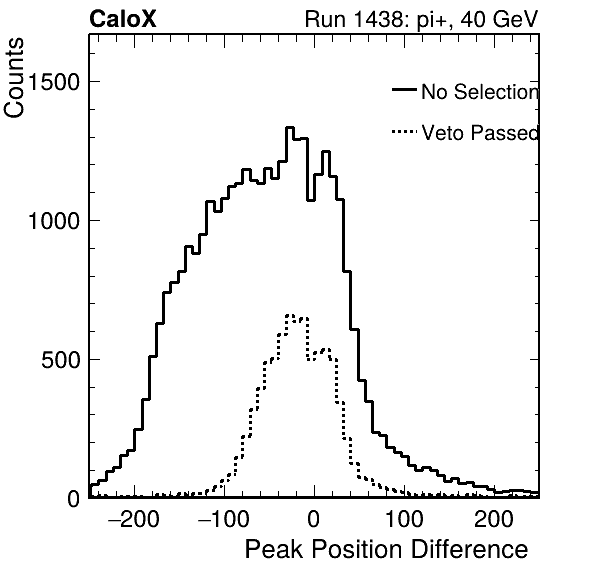 CaloX Run 1438: pi+, 40 GeV
Counts
1500
1000
500
0
No Selection
Veto Passed
−200 −100 0 100 200
Peak Position Difference